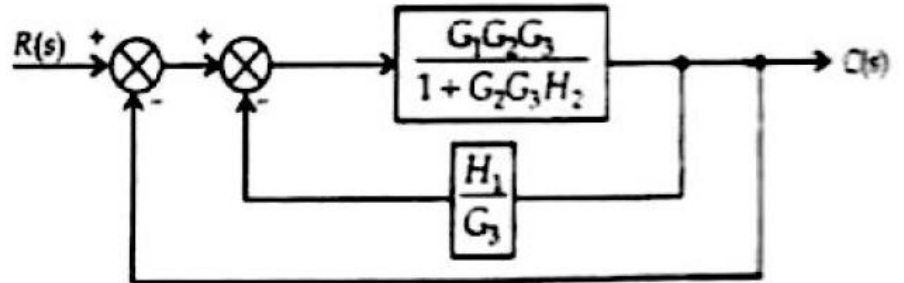 R(s) + + G₁G₂G₃ C(s)
1 + G₂G₃H₂
- -
H₁
G₃